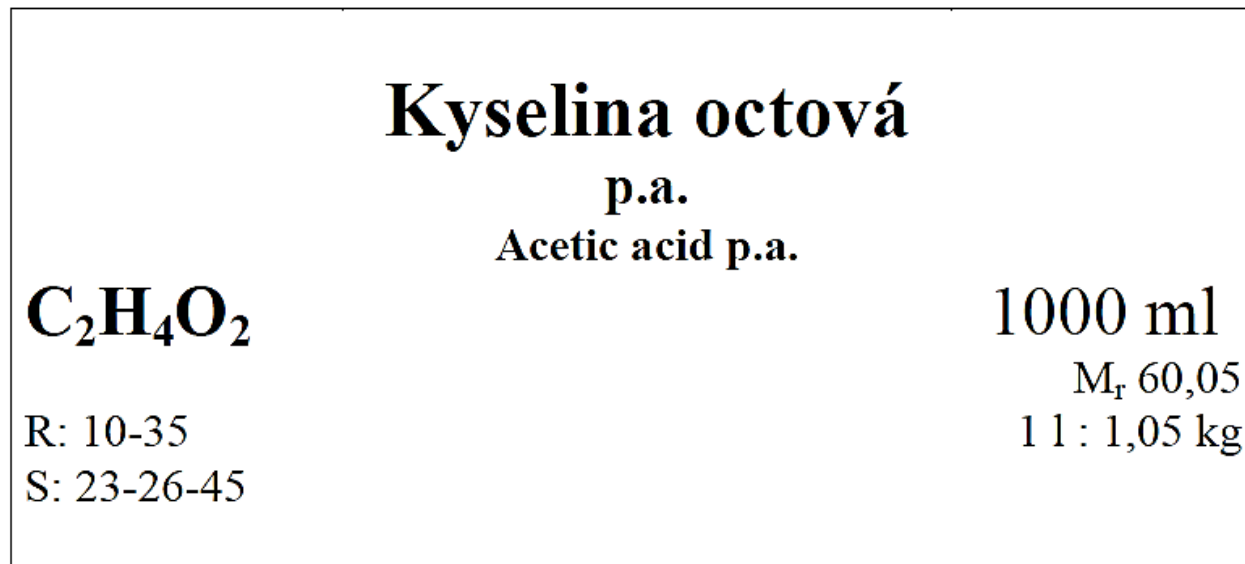 Kyselina octová
p.a.
Acetic acid p.a.
C₂H₄O₂ 1000 ml
Mᵣ 60,05
R: 10-35 1 l : 1,05 kg
S: 23-26-45